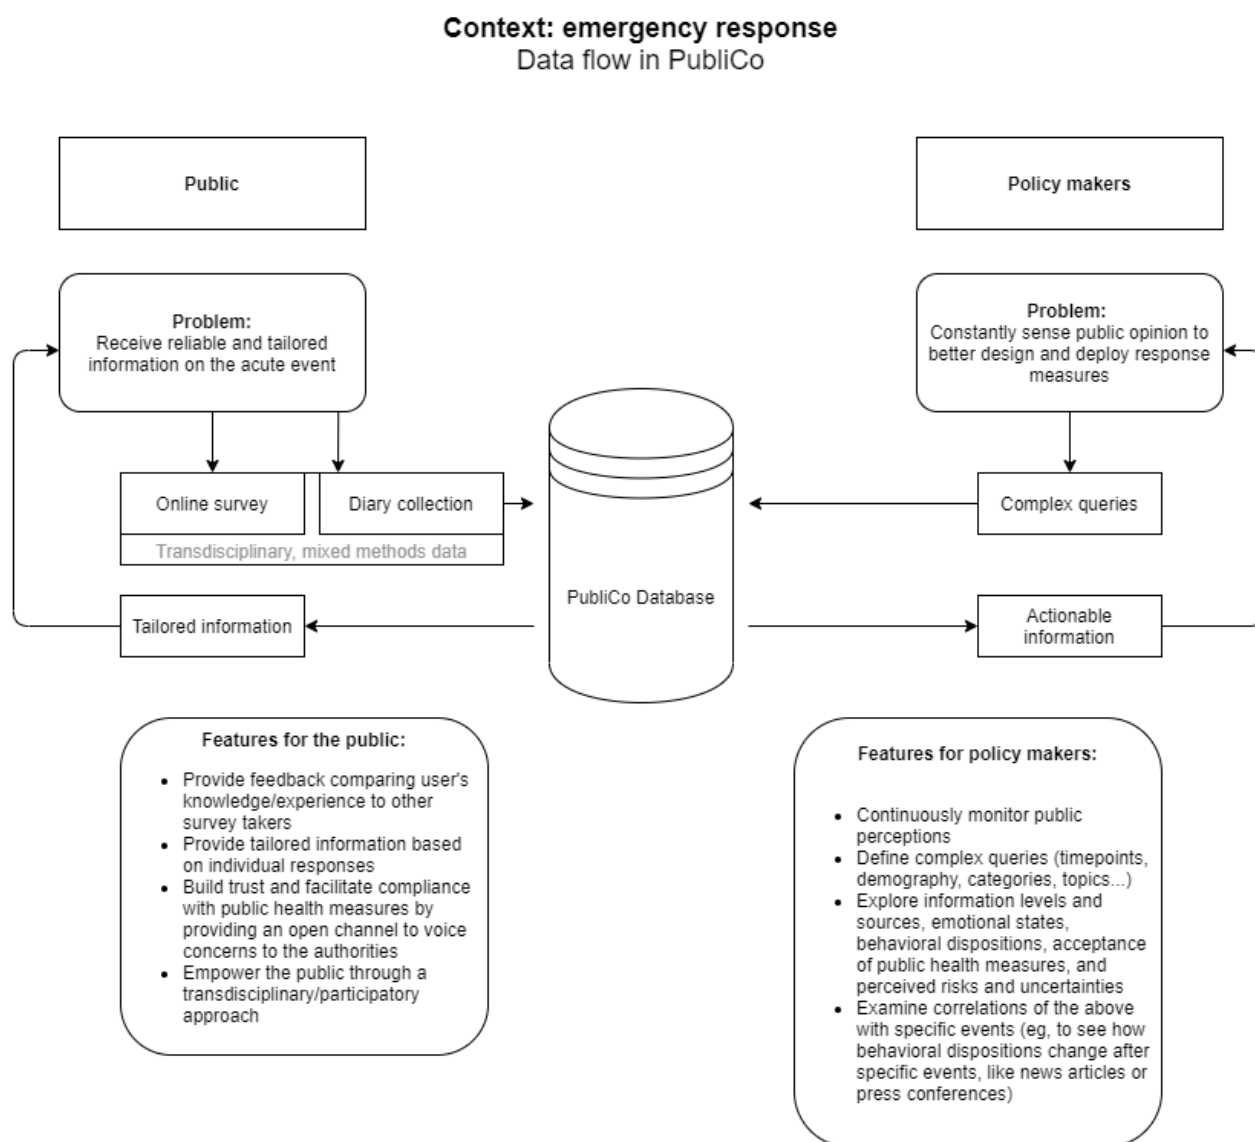 Context: emergency response
Data flow in PubliCo
Public
Policy makers
Problem:
Receive reliable and tailored
information on the acute event
Problem:
Constantly sense public opinion to
better design and deploy response
measures
Online survey
Diary collection
Transdisciplinary, mixed methods data
Complex queries
PubliCo Database
Tailored information
Actionable
information
Features for the public:
• Provide feedback comparing user's
knowledge/experience to other
survey takers
• Provide tailored information based
on individual responses
• Build trust and facilitate compliance
with public health measures by
providing an open channel to voice
concerns to the authorities
• Empower the public through a
transdisciplinary/participatory
approach
Features for policy makers:
• Continuously monitor public
perceptions
• Define complex queries (timepoints,
demography, categories, topics...)
• Explore information levels and
sources, emotional states,
behavioral dispositions, acceptance
of public health measures, and
perceived risks and uncertainties
• Examine correlations of the above
with specific events (eg, to see how
behavioral dispositions change after
specific events, like news articles or
press conferences)